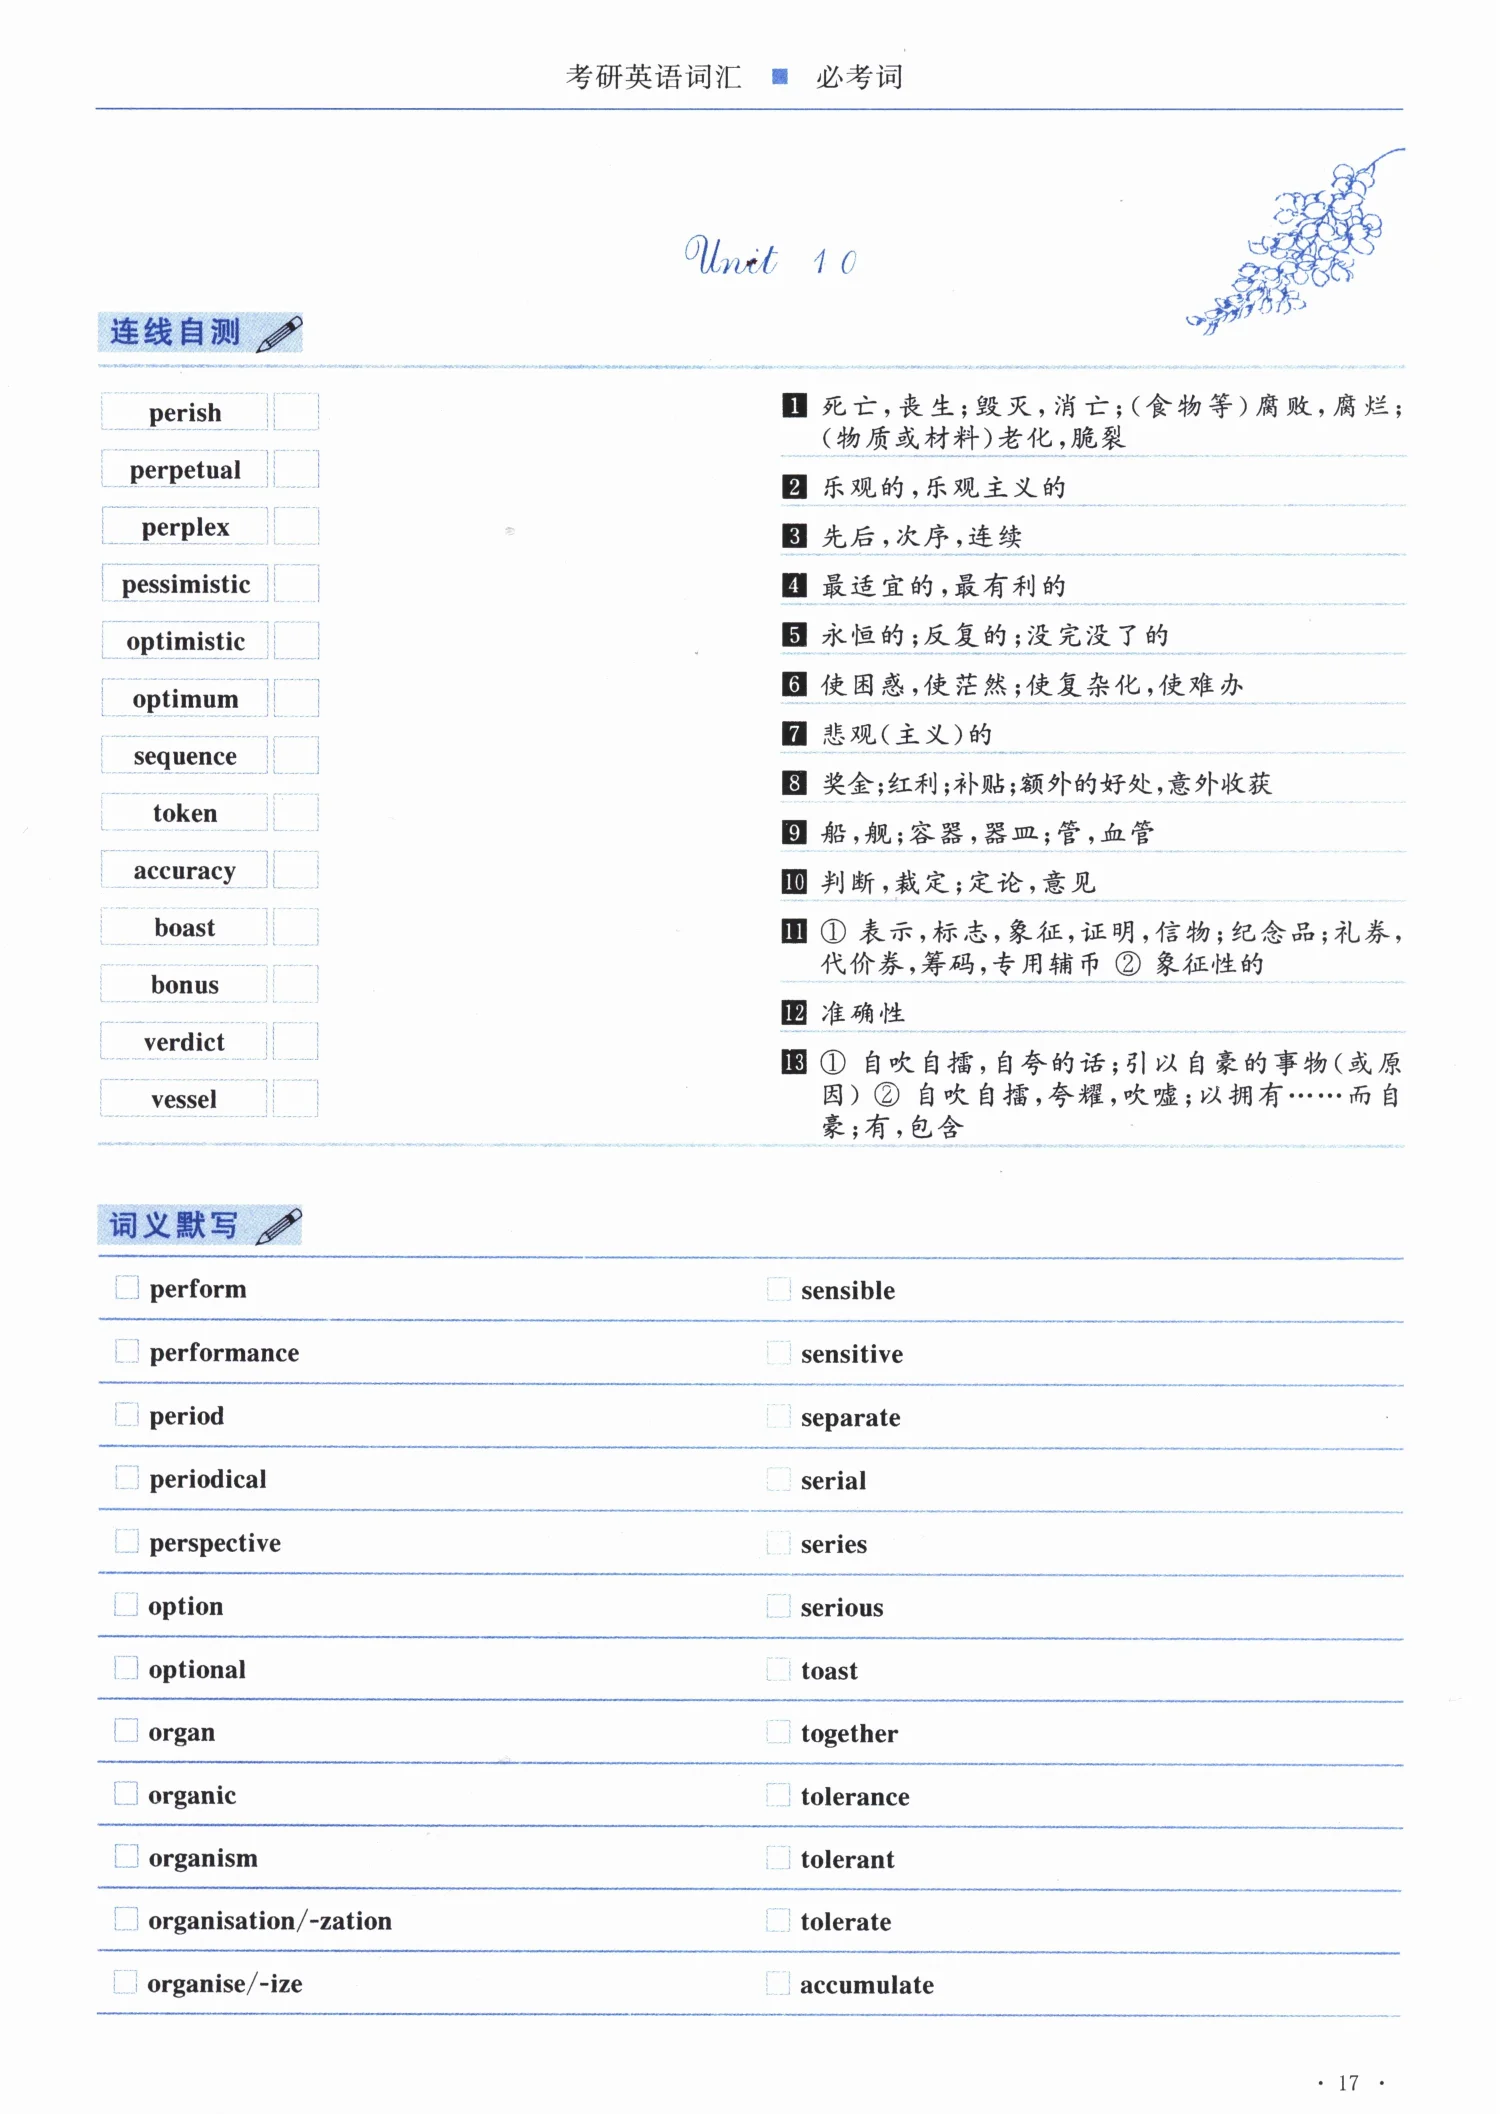 考研英语词汇 ■ 必考词
Unit 10
连线自测
perish
perpetual
perplex
pessimistic
optimistic
optimum
sequence
token
accuracy
boast
bonus
verdict
vessel
1 死亡,丧生;毁灭,消亡;(食物等)腐败,腐烂;
(物质或材料)老化,脆裂
2 乐观的,乐观主义的
3 先后,次序,连续
4 最适宜的,最有利的
5 永恒的;反复的;没完没了的
6 使困惑,使茫然;使复杂化,使难办
7 悲观(主义)的
8 奖金;红利;补贴;额外的好处,意外收获
9 船,舰;容器,器皿;管,血管
10 判断,裁定;定论,意见
11 ① 表示,标志,象征,证明,信物;纪念品;礼券,
代价券,筹码,专用辅币 ② 象征性的
12 准确性
13 ① 自吹自擂,自夸的话;引以自豪的事物(或原
因) ② 自吹自擂,夸耀,吹嘘;以拥有……而自
豪;有,包含
词义默写
perform
performance
period
periodical
perspective
option
optional
organ
organic
organism
organisation/-zation
organise/-ize
sensible
sensitive
separate
serial
series
serious
toast
together
tolerance
tolerant
tolerate
accumulate
· 17 ·